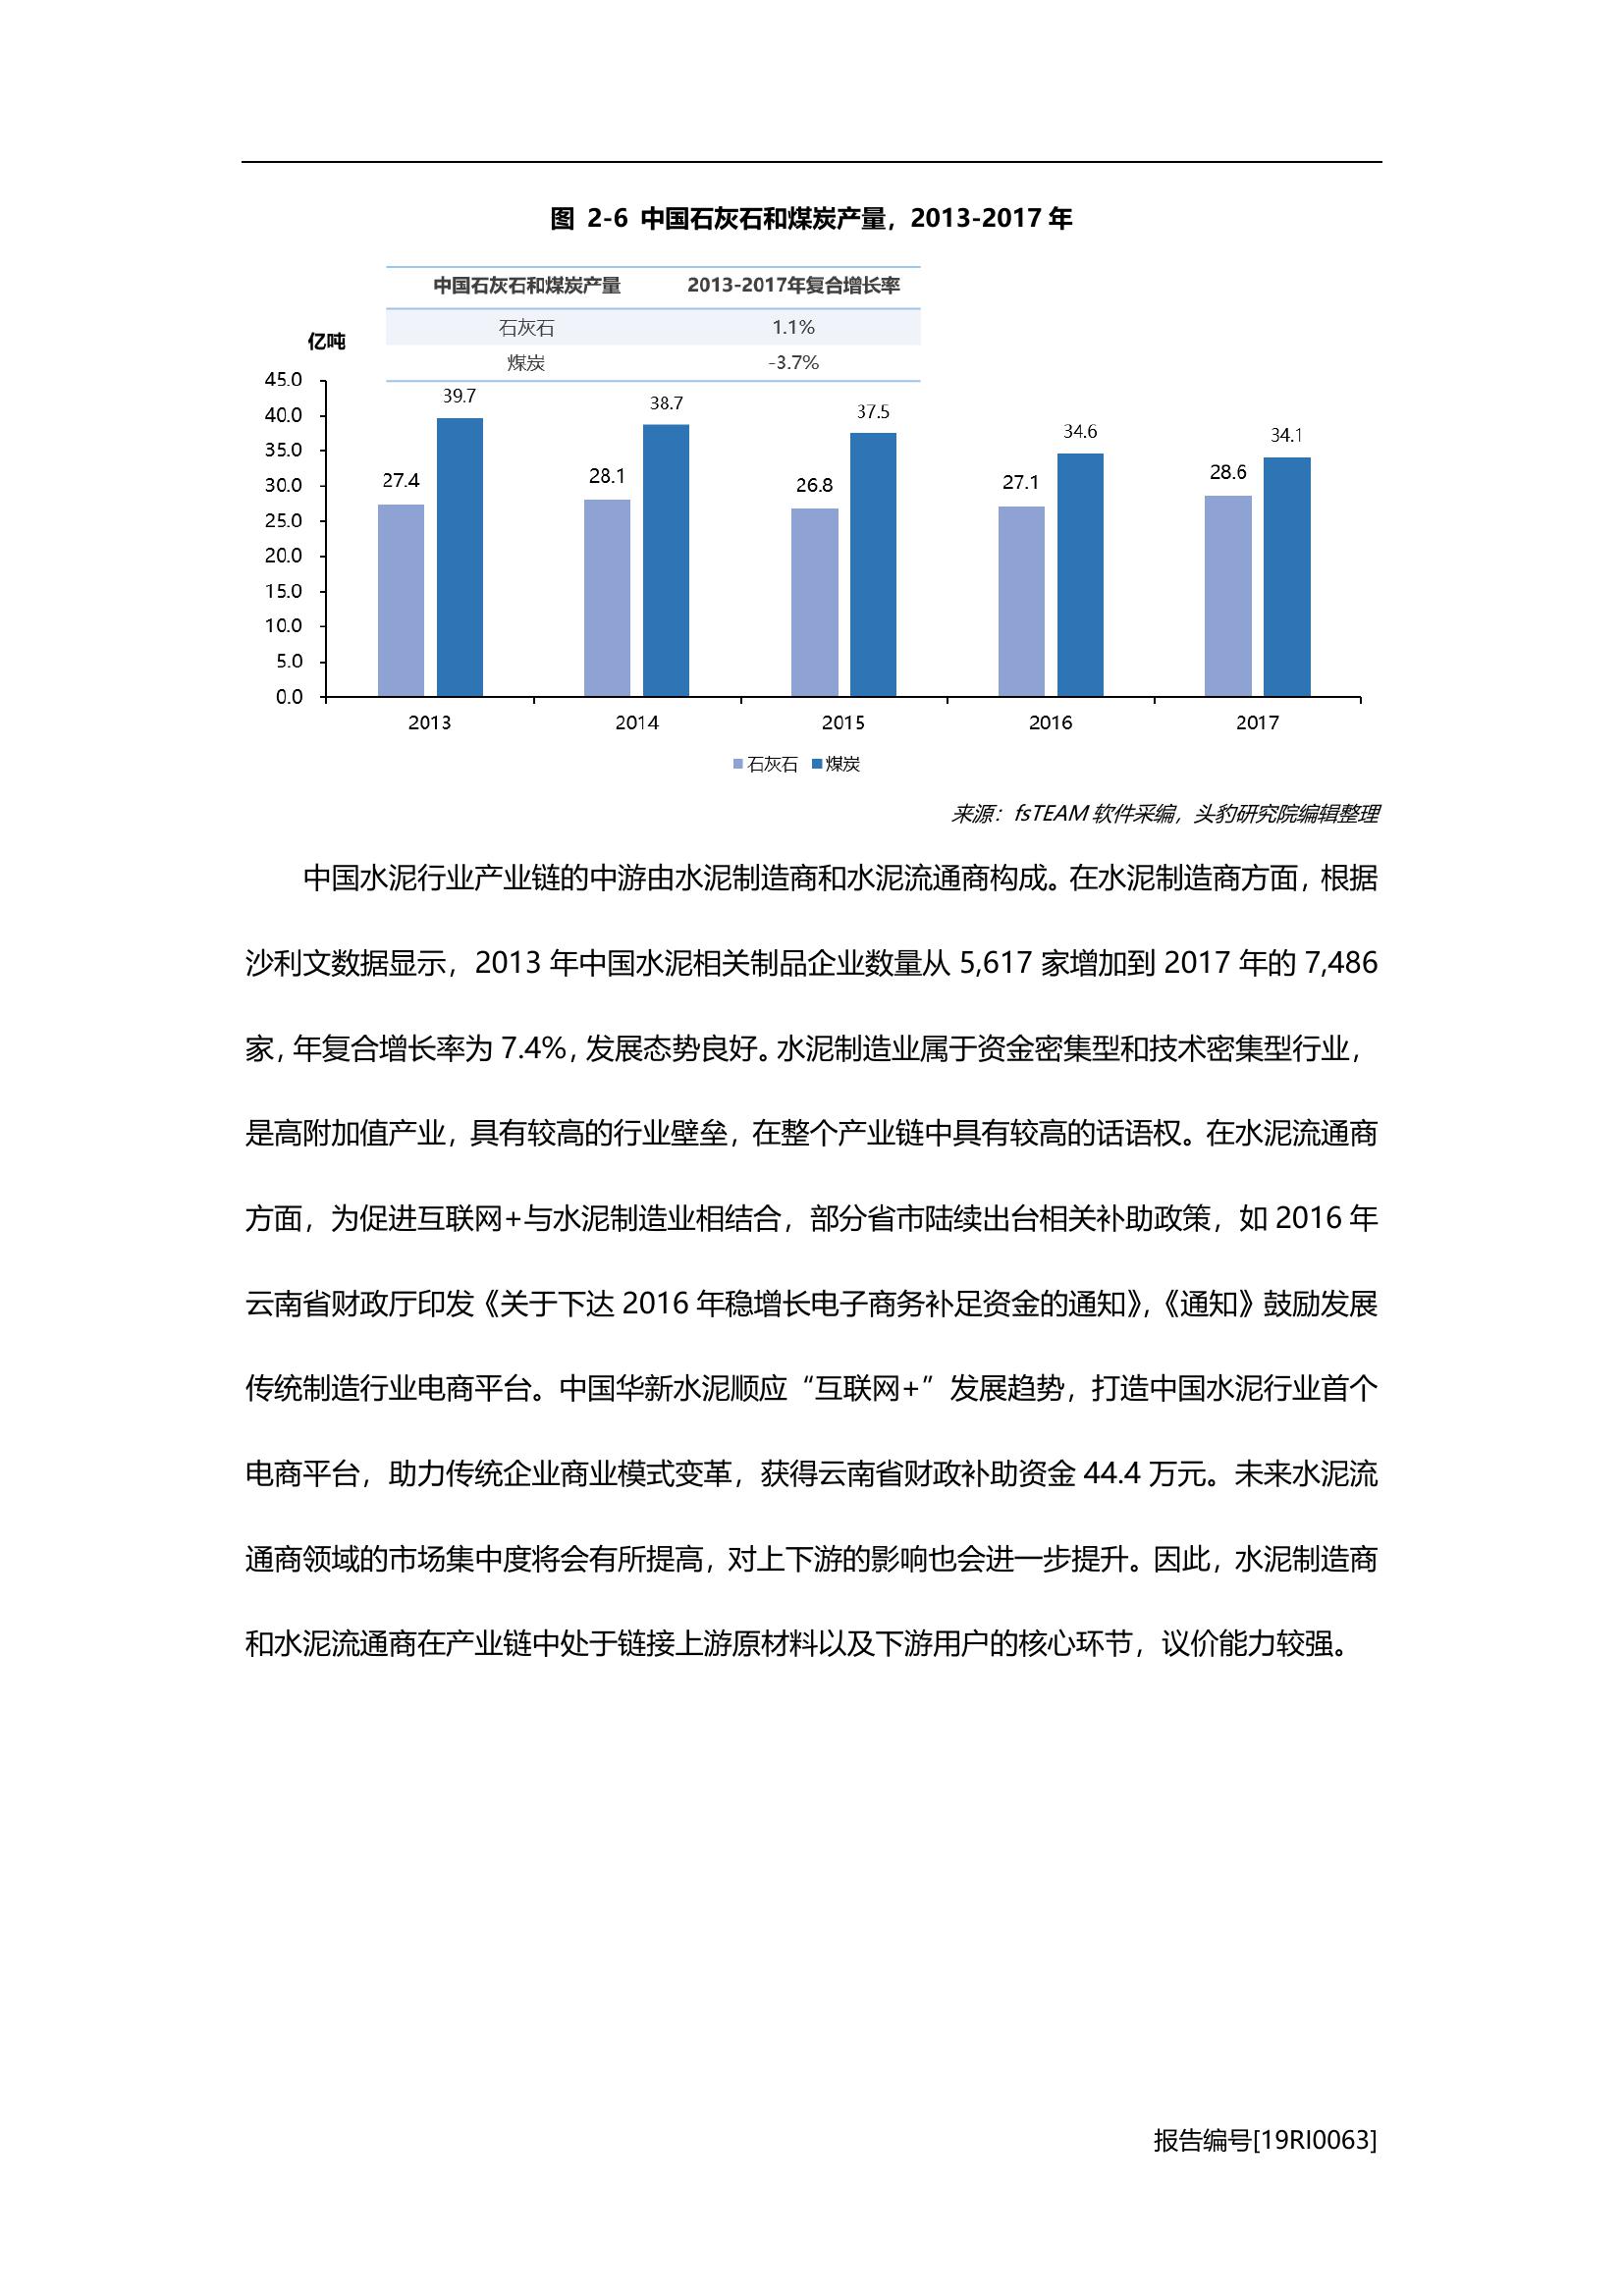 图 2-6 中国石灰石和煤炭产量，2013-2017 年
中国石灰石和煤炭产量 2013-2017年复合增长率
石灰石 1.1%
亿吨
煤炭 -3.7%
45.0
40.0
35.0
30.0
25.0
20.0
15.0
10.0
5.0
0.0
39.7 38.7 37.5 34.6 34.1
27.4 28.1 26.8 27.1 28.6
2013 2014 2015 2016 2017
石灰石 煤炭
来源：fsTEAM 软件采编，头豹研究院编辑整理
中国水泥行业产业链的中游由水泥制造商和水泥流通商构成。在水泥制造商方面，根据
沙利文数据显示，2013 年中国水泥相关制品企业数量从 5,617 家增加到 2017 年的 7,486
家，年复合增长率为 7.4%，发展态势良好。水泥制造业属于资金密集型和技术密集型行业，
是高附加值产业，具有较高的行业壁垒，在整个产业链中具有较高的话语权。在水泥流通商
方面，为促进互联网+与水泥制造业相结合，部分省市陆续出台相关补助政策，如 2016 年
云南省财政厅印发《关于下达 2016 年稳增长电子商务补足资金的通知》，《通知》鼓励发展
传统制造行业电商平台。中国华新水泥顺应“互联网+”发展趋势，打造中国水泥行业首个
电商平台，助力传统企业商业模式变革，获得云南省财政补助资金 44.4 万元。未来水泥流
通商领域的市场集中度将会有所提高，对上下游的影响也会进一步提升。因此，水泥制造商
和水泥流通商在产业链中处于链接上游原材料以及下游用户的核心环节，议价能力较强。
报告编号[19RI0063]